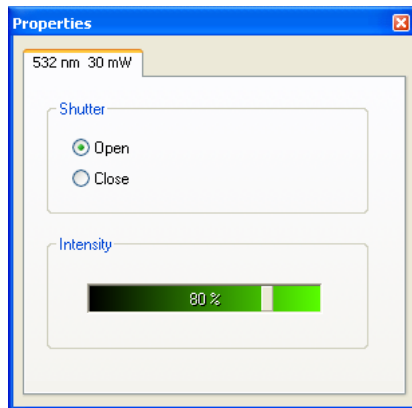 Properties
532 nm 30 mW
Shutter
Open
Close
Intensity
80 %